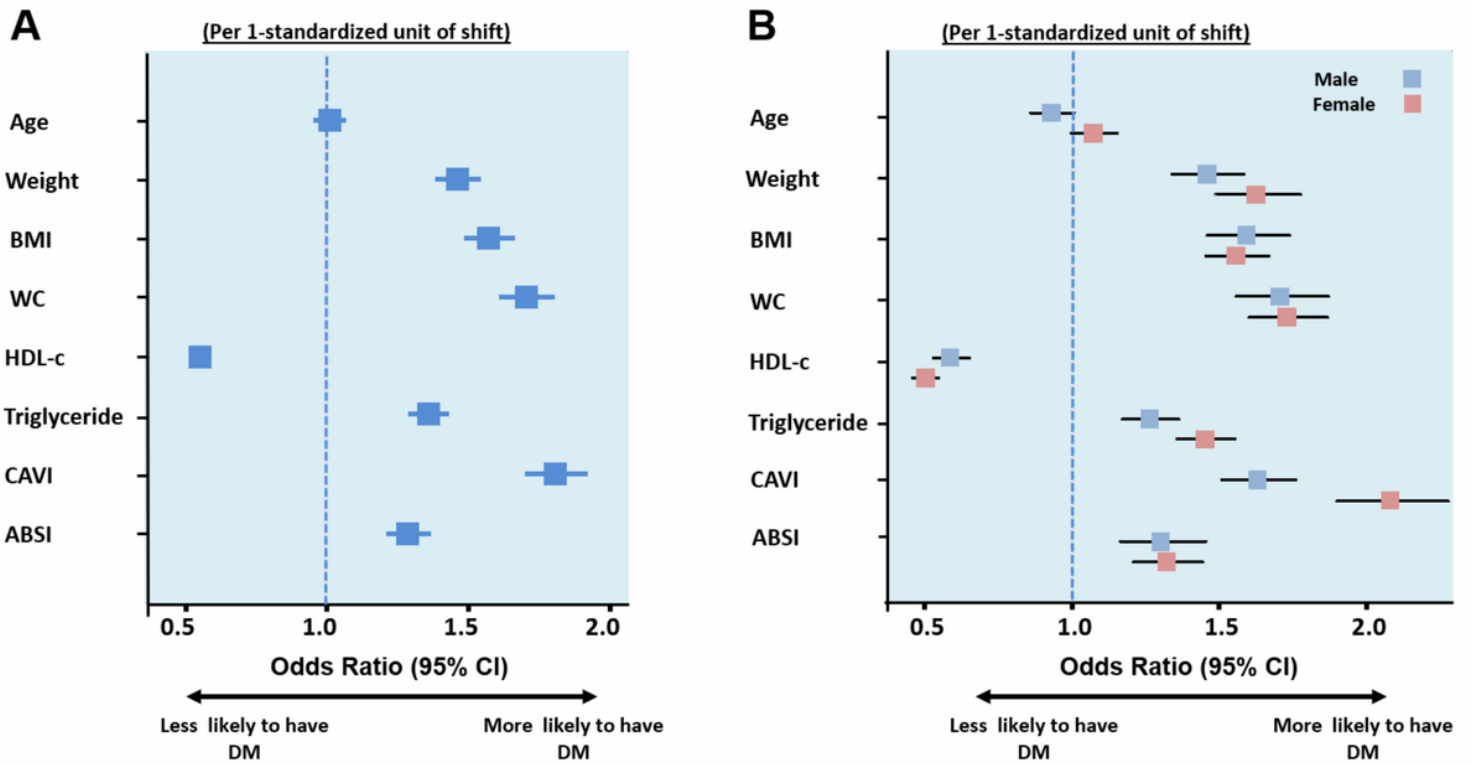 A
(Per 1-standardized unit of shift)
Age
Weight
BMI
WC
HDL-c
Triglyceride
CAVI
ABSI
0.5 1.0 1.5 2.0
Odds Ratio (95% CI)
Less likely to have
DM
More likely to have
DM
B
(Per 1-standardized unit of shift)
Male
Female
Age
Weight
BMI
WC
HDL-c
Triglyceride
CAVI
ABSI
0.5 1.0 1.5 2.0
Odds Ratio (95% CI)
Less likely to have
DM
More likely to have
DM